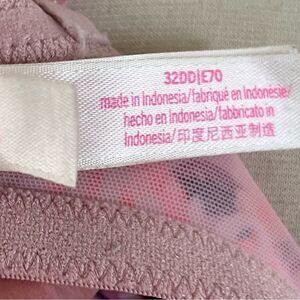 32DD|E70
made in Indonesia/fabriqué en Indonesie/
hecho en Indonesia/fabbricato in
Indonesia/印度尼西亚制造